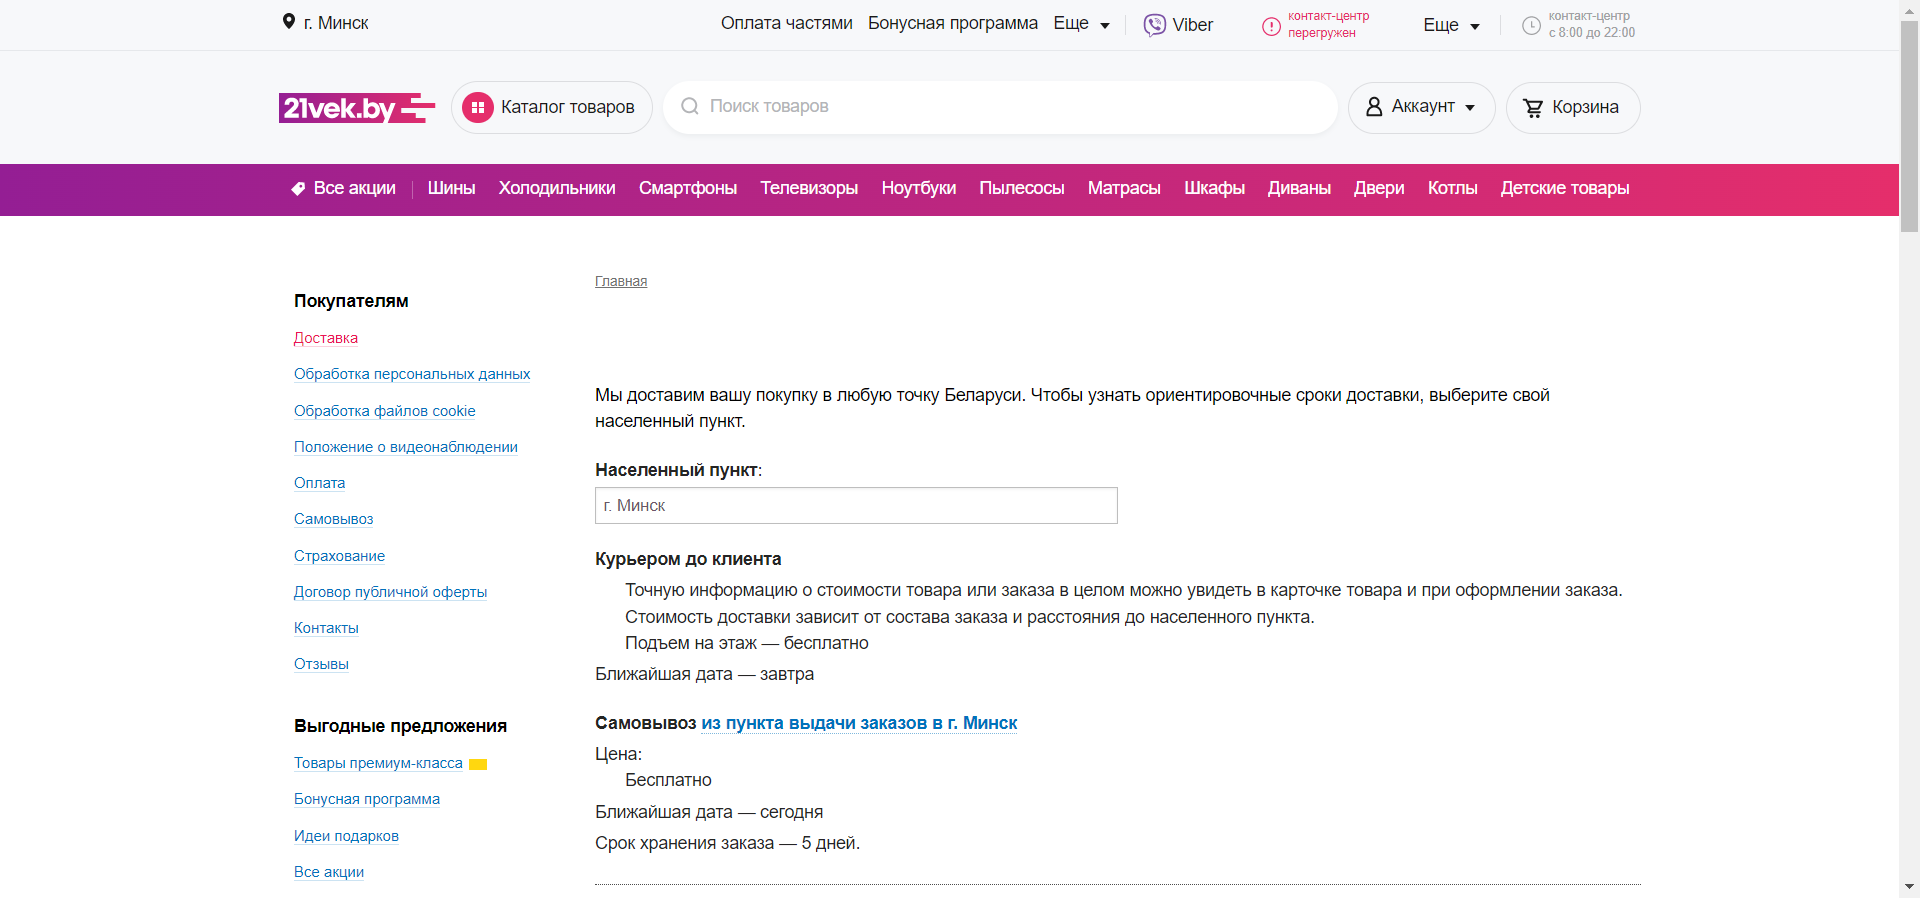 г. Минск
Оплата частями Бонусная программа Еще Viber контакт-центр перегружен Еще контакт-центр с 8:00 до 22:00
21vek.by Каталог товаров Поиск товаров Аккаунт Корзина
Все акции Шины Холодильники Смартфоны Телевизоры Ноутбуки Пылесосы Матрасы Шкафы Диваны Двери Котлы Детские товары
Покупателям
Доставка
Обработка персональных данных
Обработка файлов cookie
Положение о видеонаблюдении
Оплата
Самовывоз
Страхование
Договор публичной оферты
Контакты
Отзывы
Выгодные предложения
Товары премиум-класса
Бонусная программа
Идеи подарков
Все акции
Главная
Мы доставим вашу покупку в любую точку Беларуси. Чтобы узнать ориентировочные сроки доставки, выберите свой
населенный пункт.
Населенный пункт:
г. Минск
Курьером до клиента
Точную информацию о стоимости товара или заказа в целом можно увидеть в карточке товара и при оформлении заказа.
Стоимость доставки зависит от состава заказа и расстояния до населенного пункта.
Подъем на этаж — бесплатно
Ближайшая дата — завтра
Самовывоз из пункта выдачи заказов в г. Минск
Цена:
Бесплатно
Ближайшая дата — сегодня
Срок хранения заказа — 5 дней.